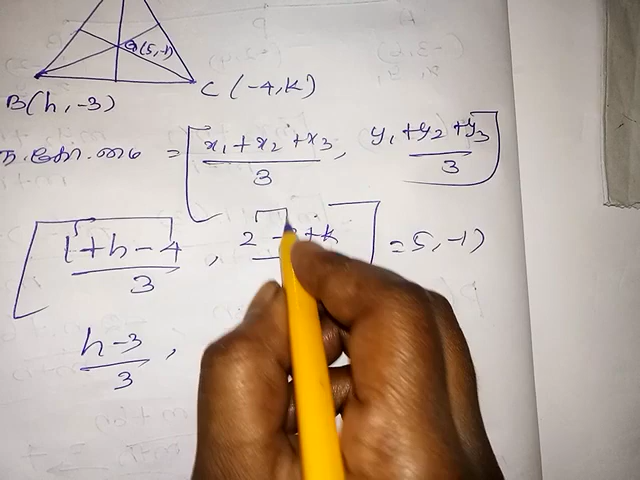 G(5,-1)
B(h,-3)
C(-4,k)
ந.கோ.மை = [x₁+x₂+x₃/3, y₁+y₂+y₃/3]
[1+h-4/3, 2-3+k = 5,-1)
h-3/3,